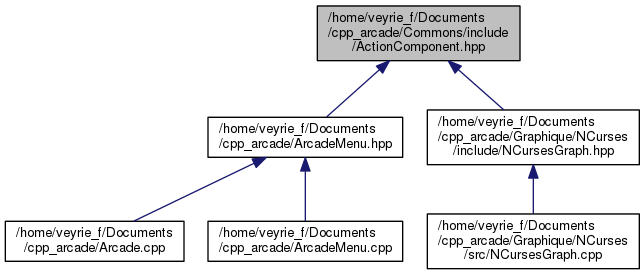 /home/veyrie_f/Documents
/cpp_arcade/Commons/include
/ActionComponent.hpp
/home/veyrie_f/Documents
/cpp_arcade/ArcadeMenu.hpp
/home/veyrie_f/Documents
/cpp_arcade/Graphique/NCurses
/include/NCursesGraph.hpp
/home/veyrie_f/Documents
/cpp_arcade/Arcade.cpp
/home/veyrie_f/Documents
/cpp_arcade/ArcadeMenu.cpp
/home/veyrie_f/Documents
/cpp_arcade/Graphique/NCurses
/src/NCursesGraph.cpp